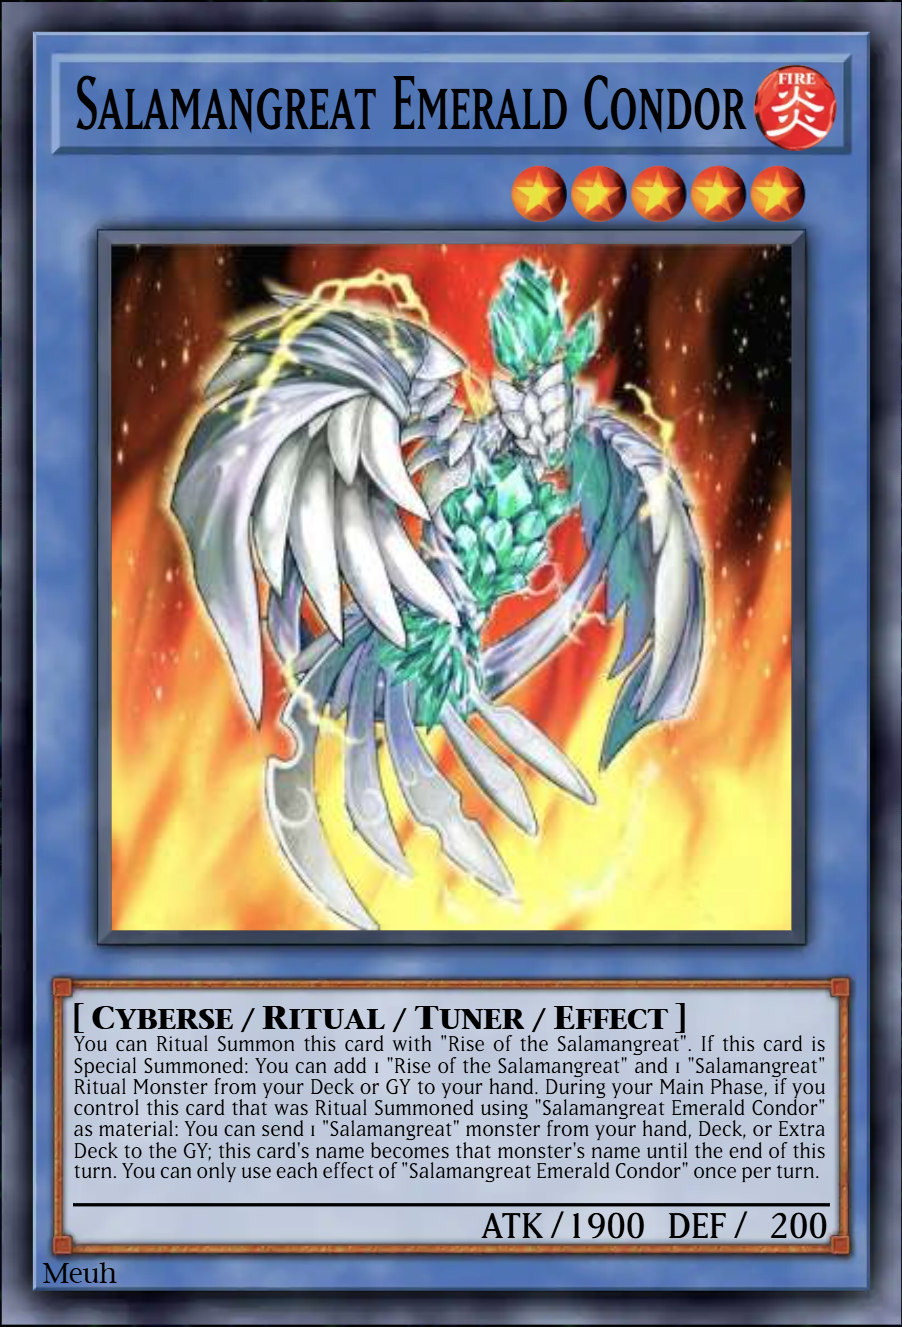 Salamangreat Emerald Condor
FIRE
炎
[ Cyberse / Ritual / Tuner / Effect ]
You can Ritual Summon this card with "Rise of the Salamangreat". If this card is
Special Summoned: You can add 1 "Rise of the Salamangreat" and 1 "Salamangreat"
Ritual Monster from your Deck or GY to your hand. During your Main Phase, if you
control this card that was Ritual Summoned using "Salamangreat Emerald Condor"
as material: You can send 1 "Salamangreat" monster from your hand, Deck, or Extra
Deck to the GY; this card's name becomes that monster's name until the end of this
turn. You can only use each effect of "Salamangreat Emerald Condor" once per turn.
ATK / 1900 DEF / 200
Meuh